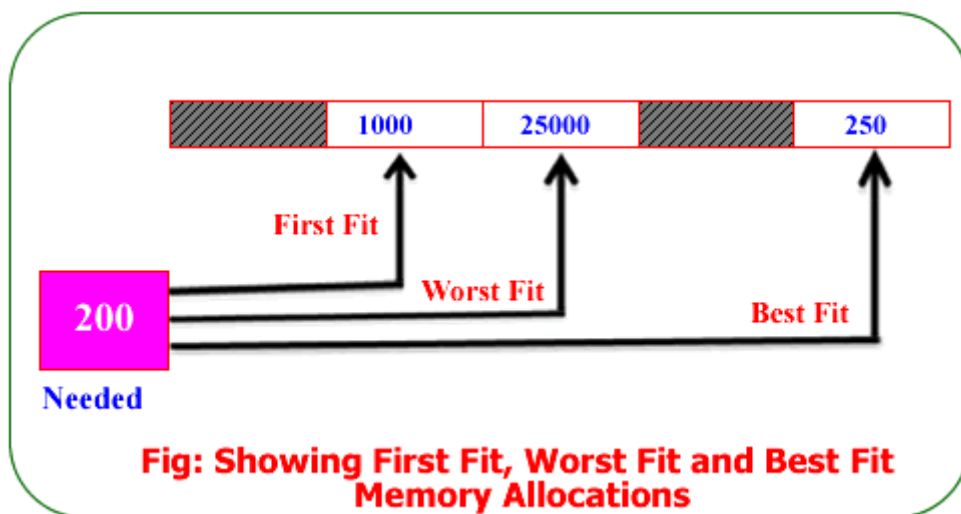 1000 25000 250
First Fit
Worst Fit
Best Fit
200
Needed
Fig: Showing First Fit, Worst Fit and Best Fit
Memory Allocations